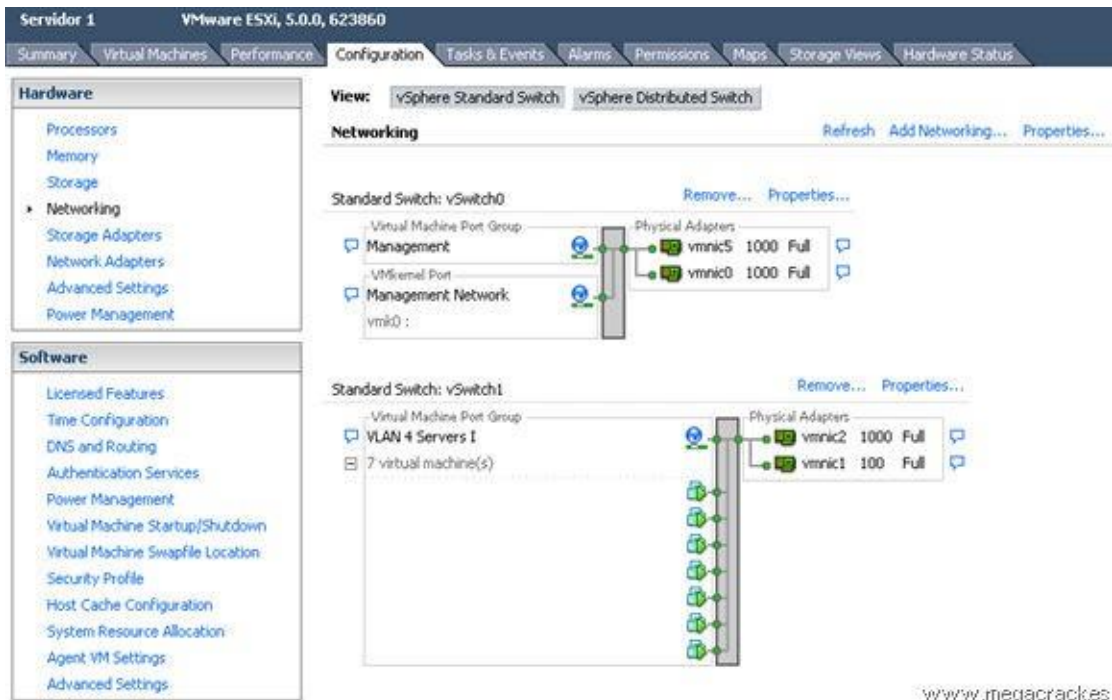 Servidor 1 VMware ESXi, 5.0.0, 623860
Summary Virtual Machines Performance Configuration Tasks & Events Alarms Permissions Maps Storage Views Hardware Status
Hardware
Processors
Memory
Storage
Networking
Storage Adapters
Network Adapters
Advanced Settings
Power Management
Software
Licensed Features
Time Configuration
DNS and Routing
Authentication Services
Power Management
Virtual Machine Startup/Shutdown
Virtual Machine Swapfile Location
Security Profile
Host Cache Configuration
System Resource Allocation
Agent VM Settings
Advanced Settings
View: vSphere Standard Switch vSphere Distributed Switch
Networking Refresh Add Networking... Properties...
Standard Switch: vSwitch0 Remove... Properties...
Virtual Machine Port Group
Management
VMkernel Port
Management Network
vmk0 :
Physical Adapters
vmnic5 1000 Full
vmnic0 1000 Full
Standard Switch: vSwitch1 Remove... Properties...
Virtual Machine Port Group
VLAN 4 Servers I
7 virtual machine(s)
Physical Adapters
vmnic2 1000 Full
vmnic1 100 Full
www.megacrackes